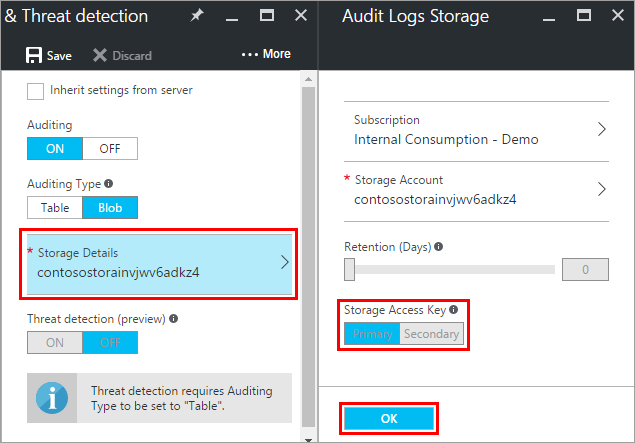 & Threat detection
Save
Discard
··· More
Inherit settings from server
Auditing
ON OFF
Auditing Type
Table Blob
* Storage Details
contosostorainvjwv6adkz4
Threat detection (preview)
ON OFF
Threat detection requires Auditing
Type to be set to "Table".
Audit Logs Storage
Subscription
Internal Consumption - Demo
* Storage Account
contosostorainvjwv6adkz4
Retention (Days)
0
Storage Access Key
Primary Secondary
OK